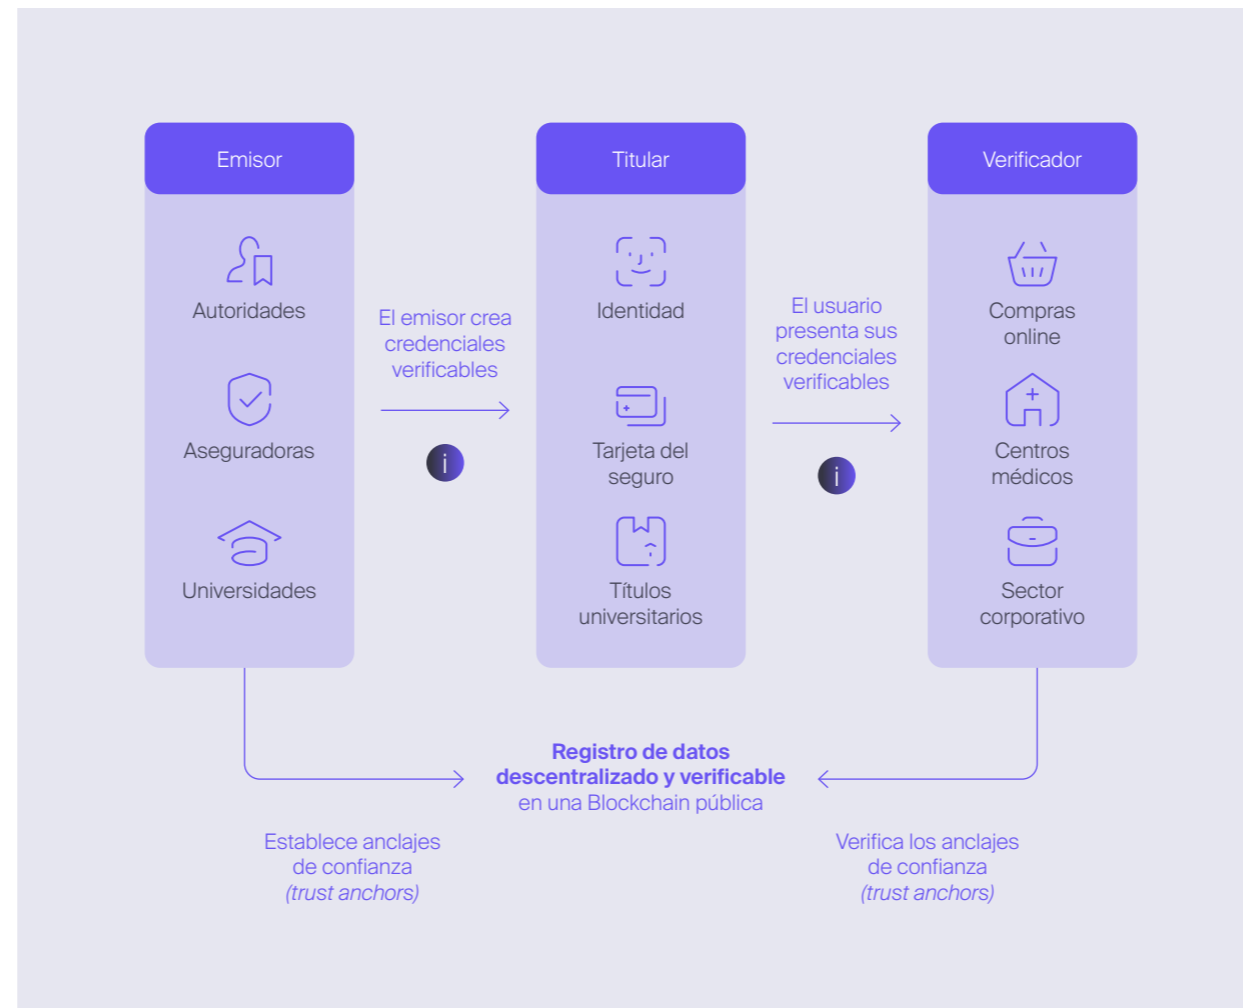 Emisor
Autoridades
Aseguradoras
Universidades
El emisor crea
credenciales
verificables
i
Titular
Identidad
Tarjeta del
seguro
Títulos
universitarios
El usuario
presenta sus
credenciales
verificables
i
Verificador
Compras
online
Centros
médicos
Sector
corporativo
Registro de datos
descentralizado y verificable
en una Blockchain pública
Establece anclajes
de confianza
(trust anchors)
Verifica los anclajes
de confianza
(trust anchors)